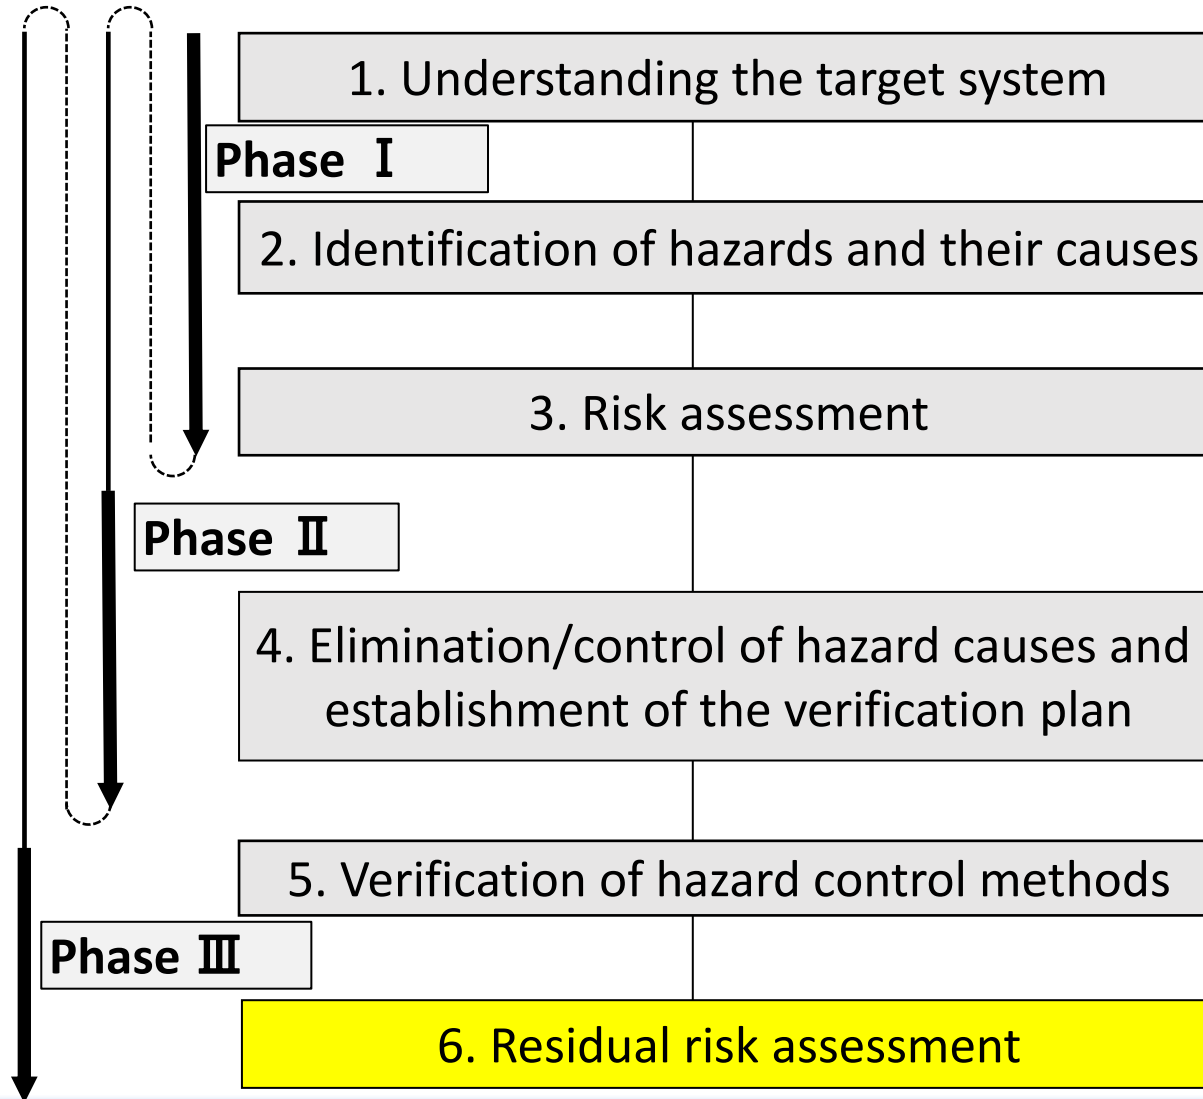 1. Understanding the target system
Phase Ⅰ
2. Identification of hazards and their causes
3. Risk assessment
Phase Ⅱ
4. Elimination/control of hazard causes and
establishment of the verification plan
5. Verification of hazard control methods
Phase Ⅲ
6. Residual risk assessment